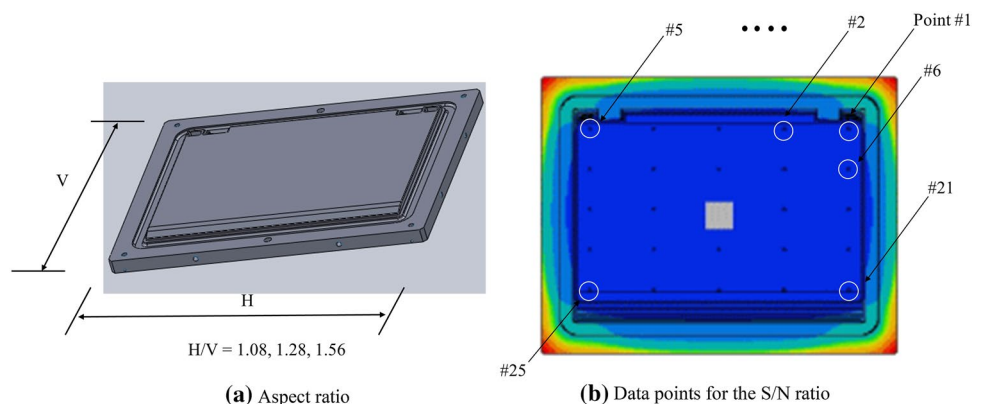 #5
#2
Point #1
#6
#21
#25
V
H
H/V = 1.08, 1.28, 1.56
(a) Aspect ratio
(b) Data points for the S/N ratio